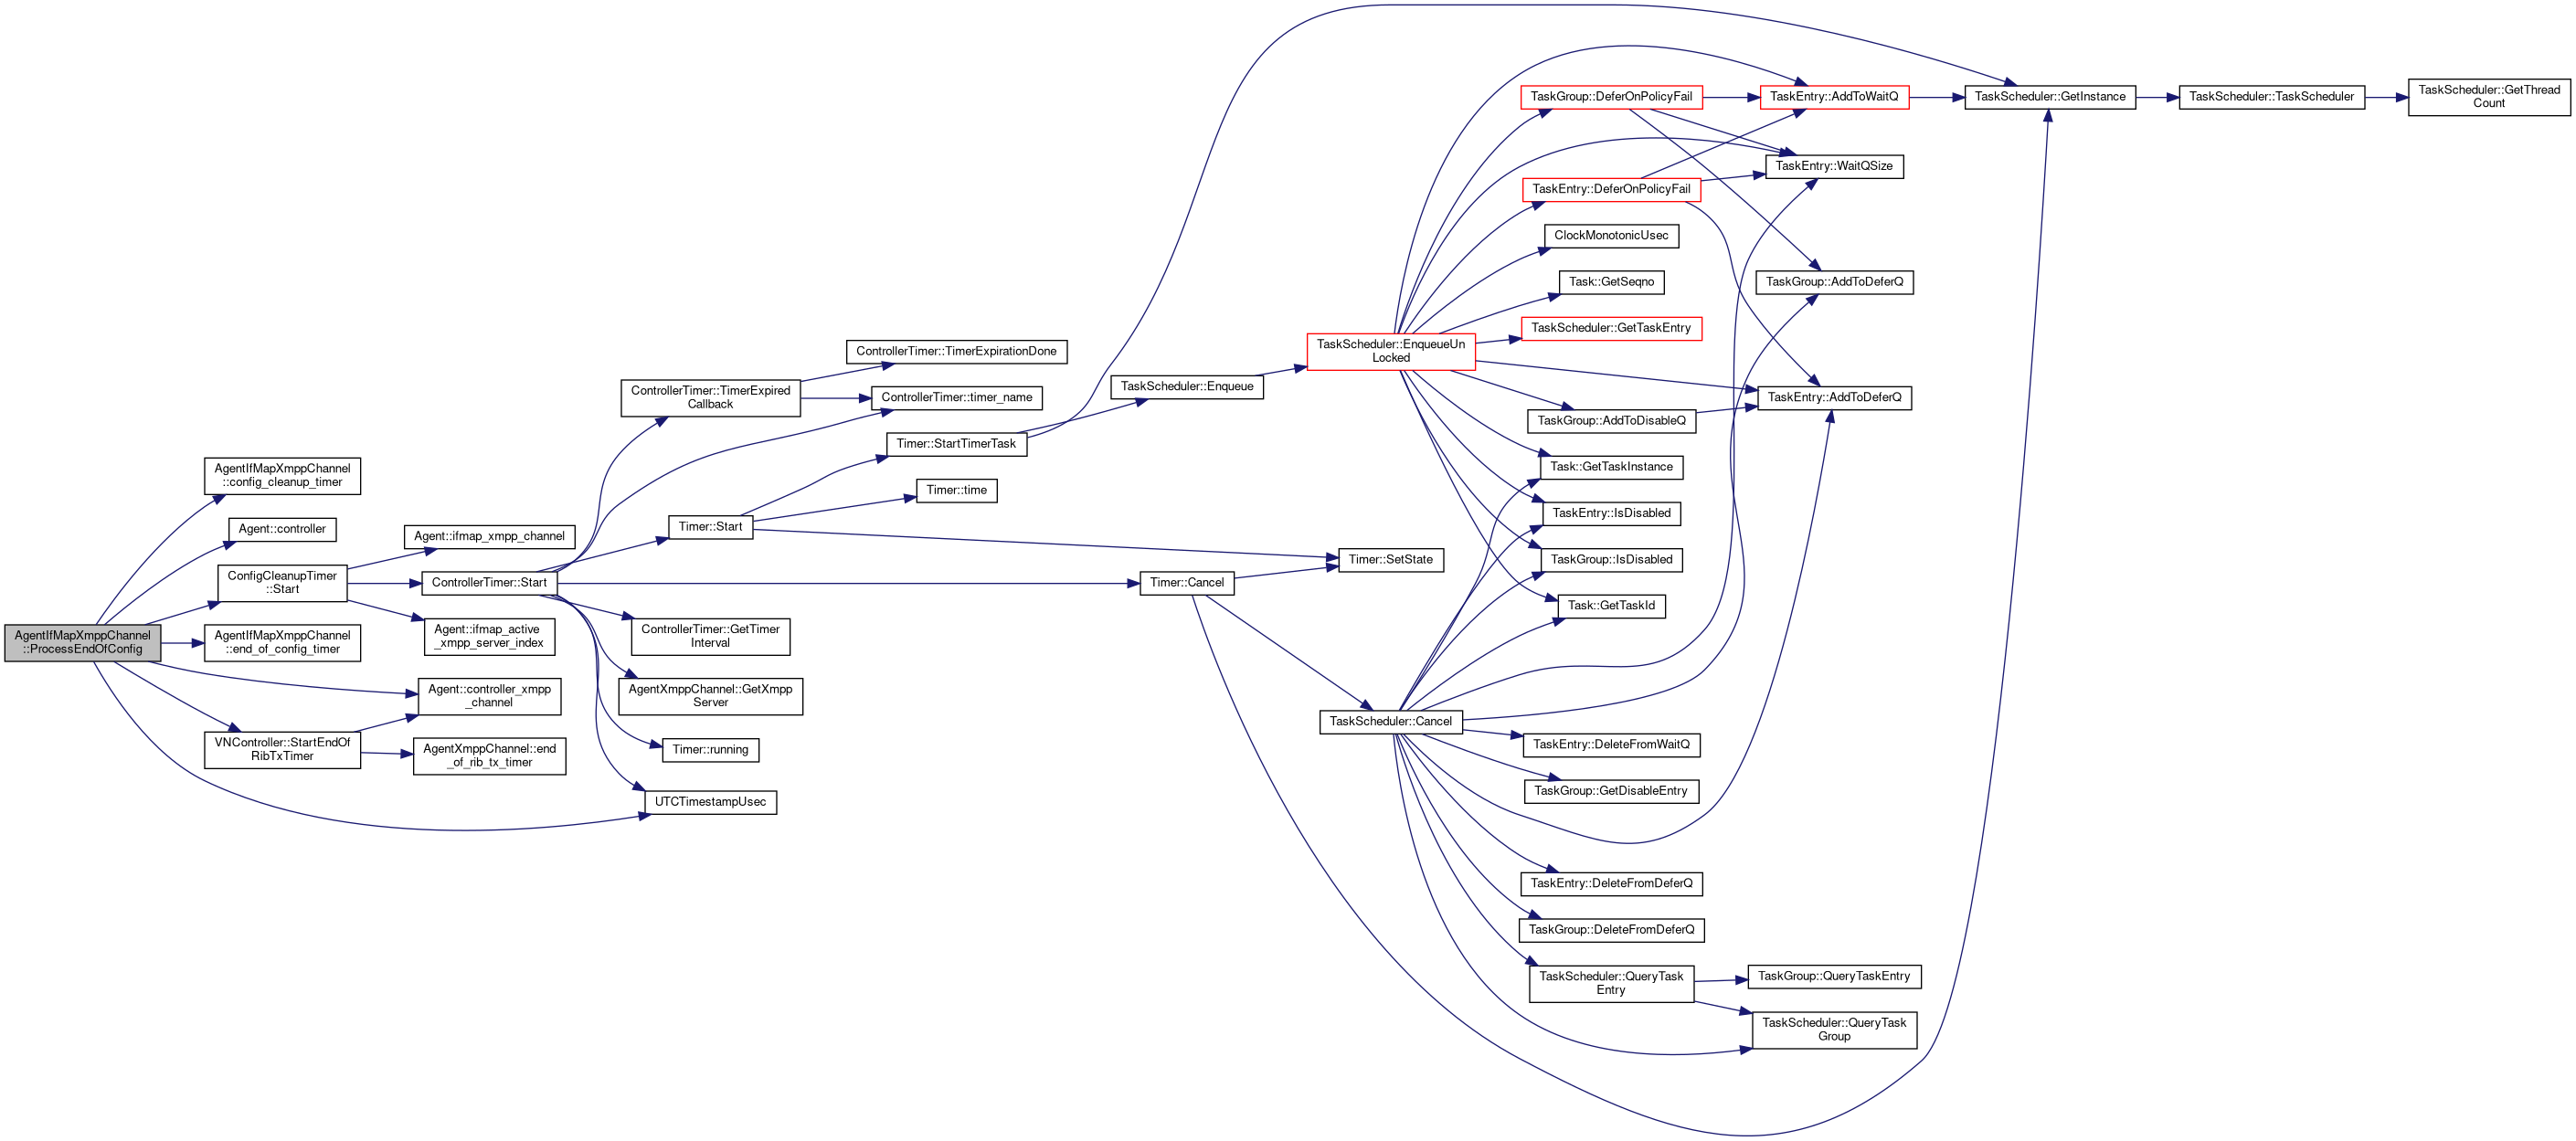 AgentIfMapXmppChannel
::ProcessEndOfConfig
AgentIfMapXmppChannel
::config_cleanup_timer
Agent::controller
ConfigCleanupTimer
::Start
AgentIfMapXmppChannel
::end_of_config_timer
VNController::StartEndOf
RibTxTimer
Agent::ifmap_xmpp_channel
ControllerTimer::Start
Agent::ifmap_active
_xmpp_server_index
Agent::controller_xmpp
_channel
AgentXmppChannel::end
_of_rib_tx_timer
ControllerTimer::TimerExpired
Callback
Timer::Start
ControllerTimer::GetTimer
Interval
AgentXmppChannel::GetXmpp
Server
Timer::running
UTCTimestampUsec
ControllerTimer::TimerExpirationDone
ControllerTimer::timer_name
Timer::StartTimerTask
Timer::time
TaskScheduler::Enqueue
Timer::Cancel
TaskScheduler::EnqueueUn
Locked
Timer::SetState
TaskScheduler::Cancel
TaskGroup::DeferOnPolicyFail
TaskEntry::DeferOnPolicyFail
ClockMonotonicUsec
Task::GetSeqno
TaskScheduler::GetTaskEntry
TaskGroup::AddToDisableQ
Task::GetTaskInstance
TaskEntry::IsDisabled
TaskGroup::IsDisabled
Task::GetTaskId
TaskEntry::DeleteFromWaitQ
TaskGroup::GetDisableEntry
TaskEntry::DeleteFromDeferQ
TaskGroup::DeleteFromDeferQ
TaskScheduler::QueryTask
Entry
TaskEntry::AddToWaitQ
TaskEntry::WaitQSize
TaskGroup::AddToDeferQ
TaskEntry::AddToDeferQ
TaskGroup::QueryTaskEntry
TaskScheduler::QueryTask
Group
TaskScheduler::GetInstance
TaskScheduler::TaskScheduler
TaskScheduler::GetThread
Count